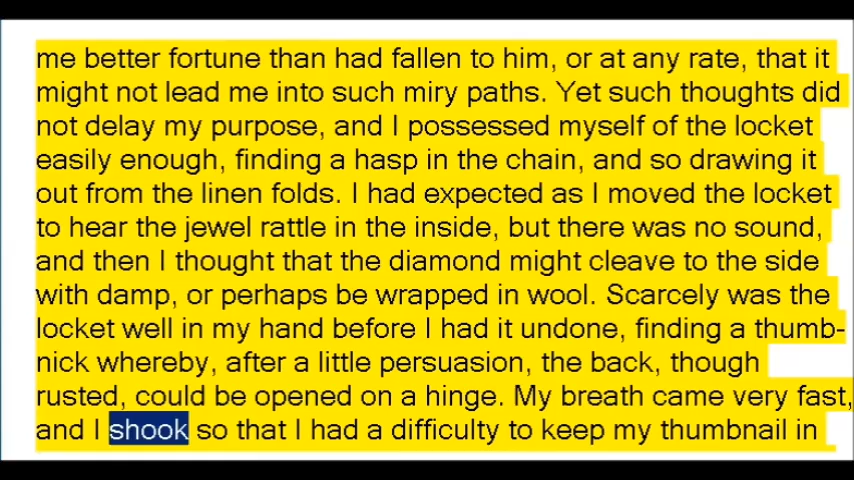 me better fortune than had fallen to him, or at any rate, that it
might not lead me into such miry paths. Yet such thoughts did
not delay my purpose, and I possessed myself of the locket
easily enough, finding a hasp in the chain, and so drawing it
out from the linen folds. I had expected as I moved the locket
to hear the jewel rattle in the inside, but there was no sound,
and then I thought that the diamond might cleave to the side
with damp, or perhaps be wrapped in wool. Scarcely was the
locket well in my hand before I had it undone, finding a thumb-
nick whereby, after a little persuasion, the back, though
rusted, could be opened on a hinge. My breath came very fast,
and I shook so that I had a difficulty to keep my thumbnail in